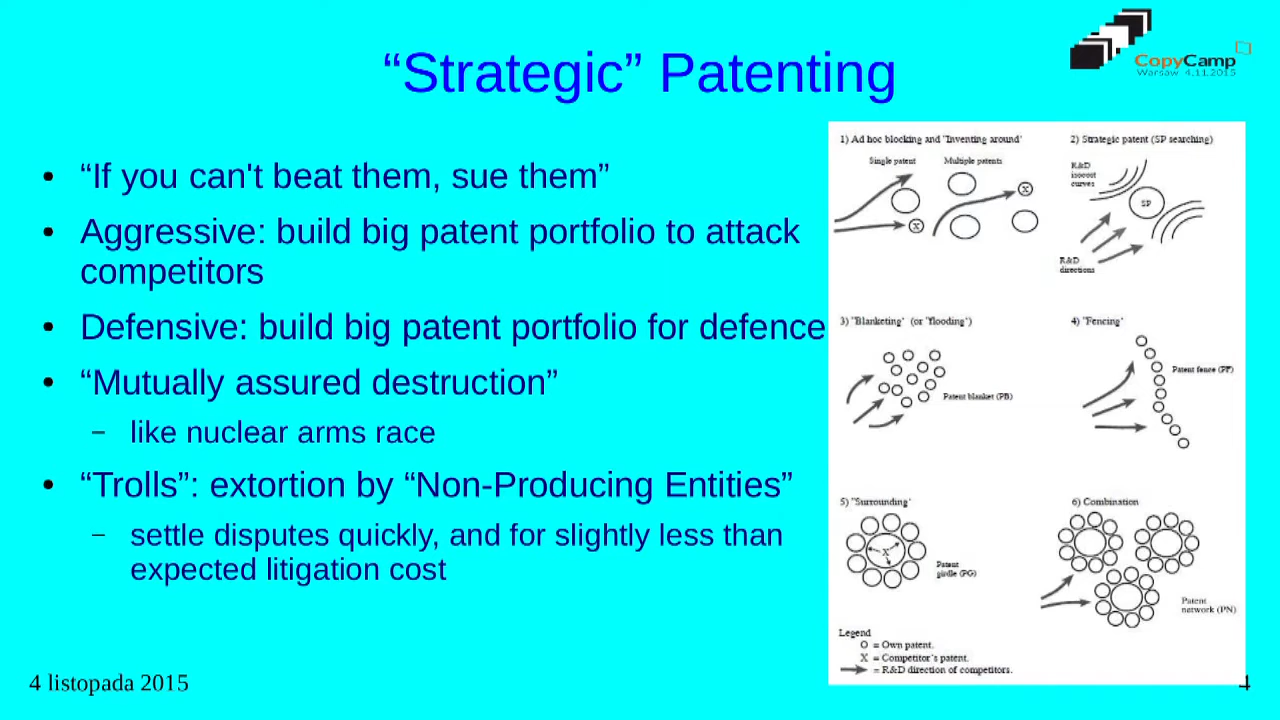 CopyCamp
Warsaw 4.11.2015
“Strategic” Patenting
• “If you can't beat them, sue them”
• Aggressive: build big patent portfolio to attack
competitors
• Defensive: build big patent portfolio for defence
• “Mutually assured destruction”
– like nuclear arms race
• “Trolls”: extortion by “Non-Producing Entities”
– settle disputes quickly, and for slightly less than
expected litigation cost
1) Ad hoc blocking and 'Inventing around'
Single patent
Multiple patents
X
X
2) Strategic patent (SP searching)
R&D
isocost
curves
SP
R&D
directions
3) "Blanketing' (or 'flooding')
Patent blanket (PB)
4) "Fencing'
Patent fence (PF)
5) "Surrounding'
X
Patent
girdle (PG)
6) Combination
Patent
network (PN)
Legend
O = Own patent.
X = Competitor's patent.
= R&D direction of competitors.
4 listopada 2015
4